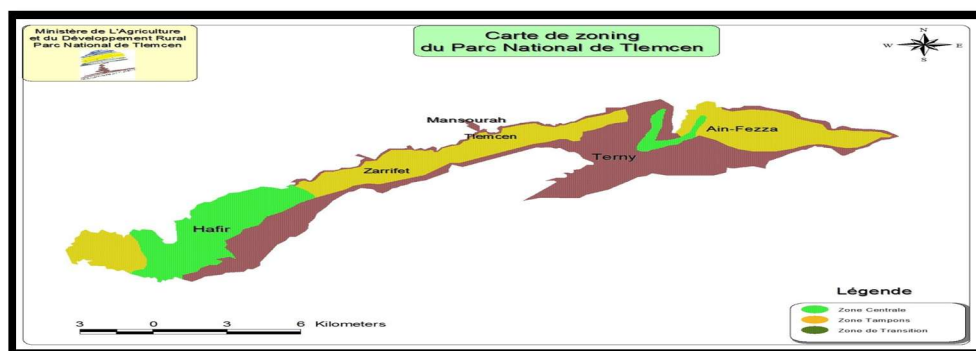 Ministère de L'Agriculture
et du Développement Rural
Parc National de Tlemcen
Carte de zoning
du Parc National de Tlemcen
N
W E
S
Mansourah
Tlemcen
Ain-Fezza
Terny
Zarrifet
Hafir
Légende
Zone Centrale
Zone Tampons
Zone de Transition
3 0 3 6 Kilometers